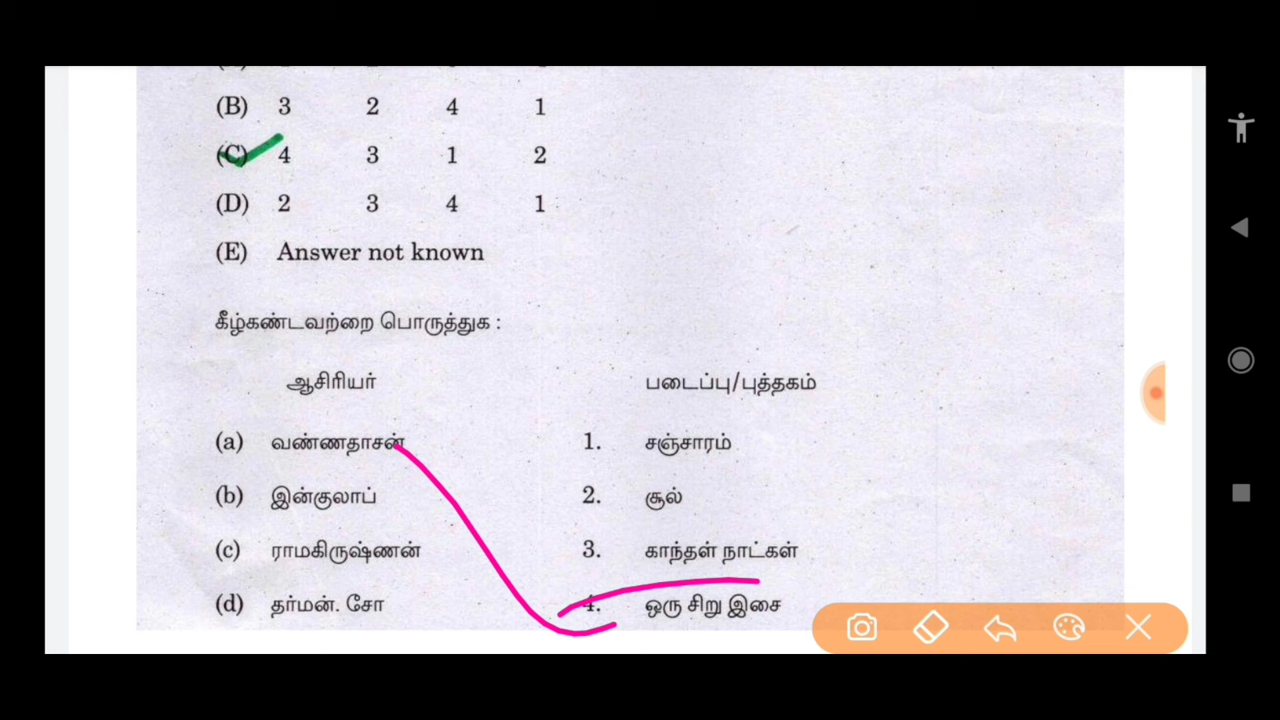 (B) 3 2 4 1
(C) 4 3 1 2
(D) 2 3 4 1
(E) Answer not known
கீழ்கண்டவற்றை பொருத்துக :
ஆசிரியர் படைப்பு/புத்தகம்
(a) வண்ணதாசன் 1. சஞ்சாரம்
(b) இன்குலாப் 2. சூல்
(c) ராமகிருஷ்ணன் 3. காந்தள் நாட்கள்
(d) தர்மன். சோ 4. ஒரு சிறு இசை